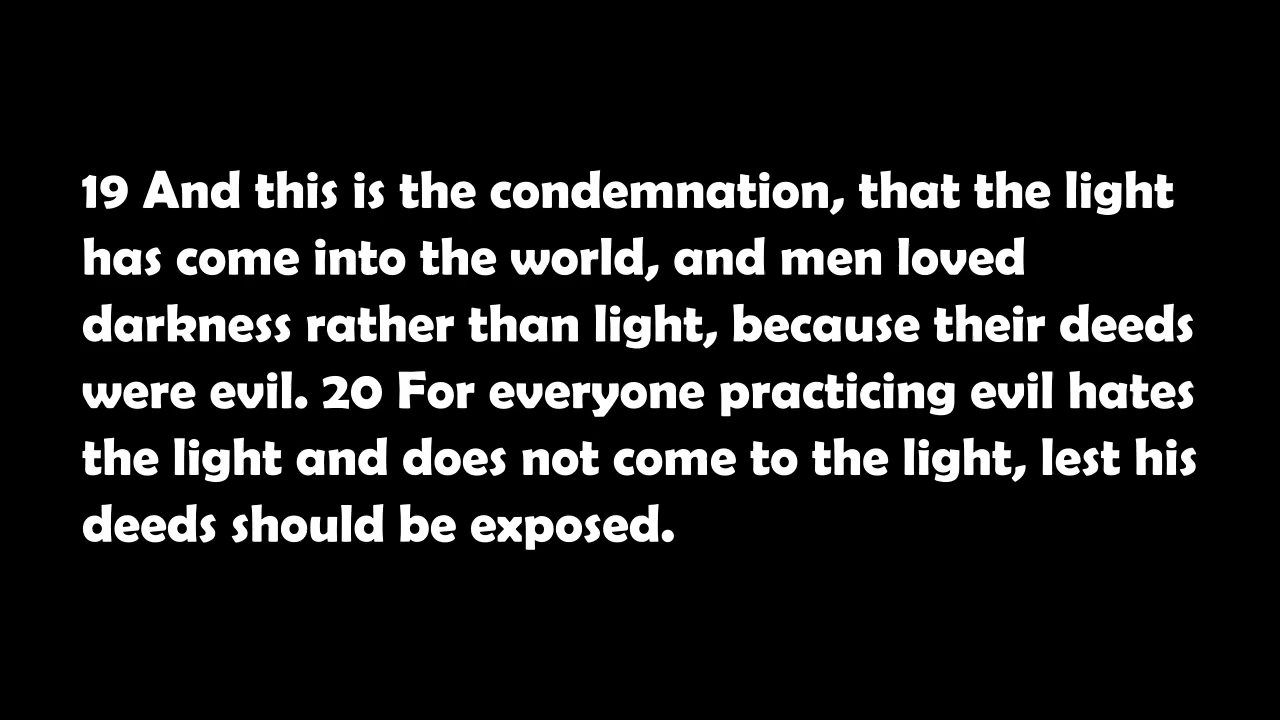 19 And this is the condemnation, that the light
has come into the world, and men loved
darkness rather than light, because their deeds
were evil. 20 For everyone practicing evil hates
the light and does not come to the light, lest his
deeds should be exposed.